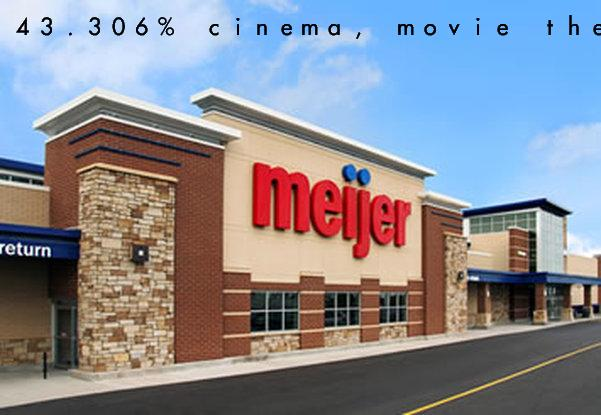 43.306% cinema, movie the
meijer
return